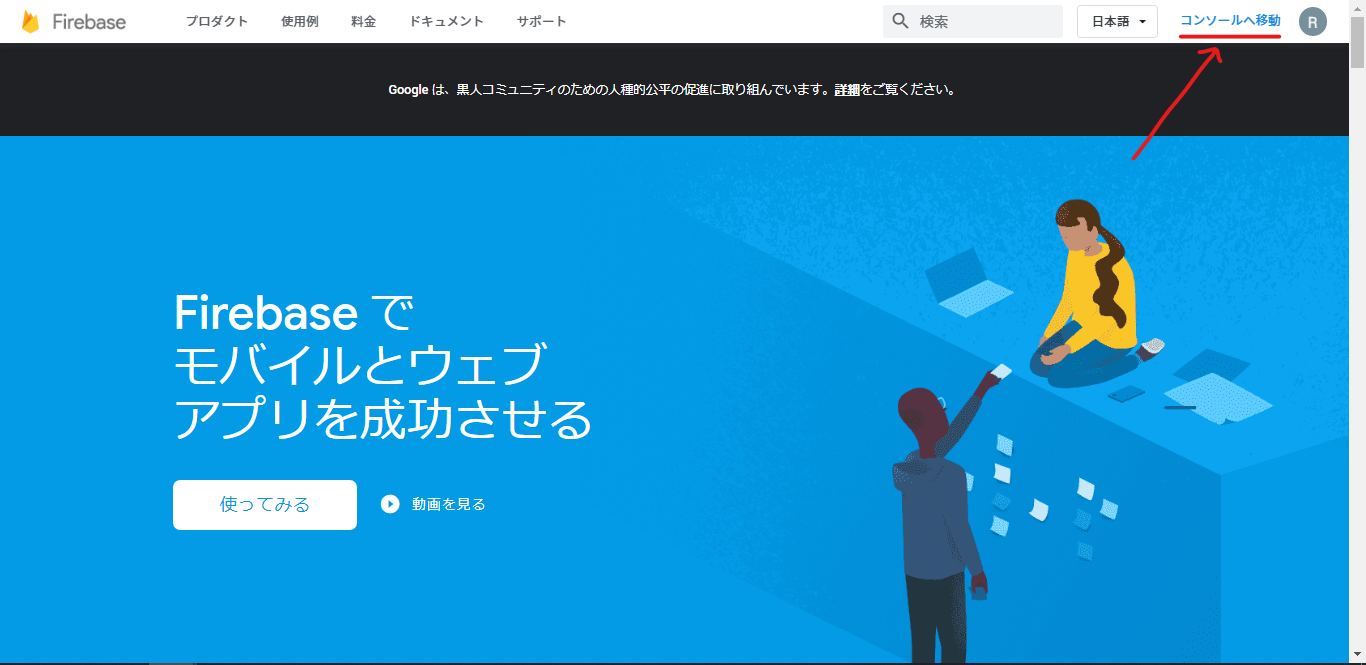 Firebase プロダクト 使用例 料金 ドキュメント サポート 検索 日本語 コンソールへ移動 R
Google は、黒人コミュニティのための人種的公平の促進に取り組んでいます。詳細をご覧ください。
Firebase で
モバイルとウェブ
アプリを成功させる
使ってみる 動画を見る